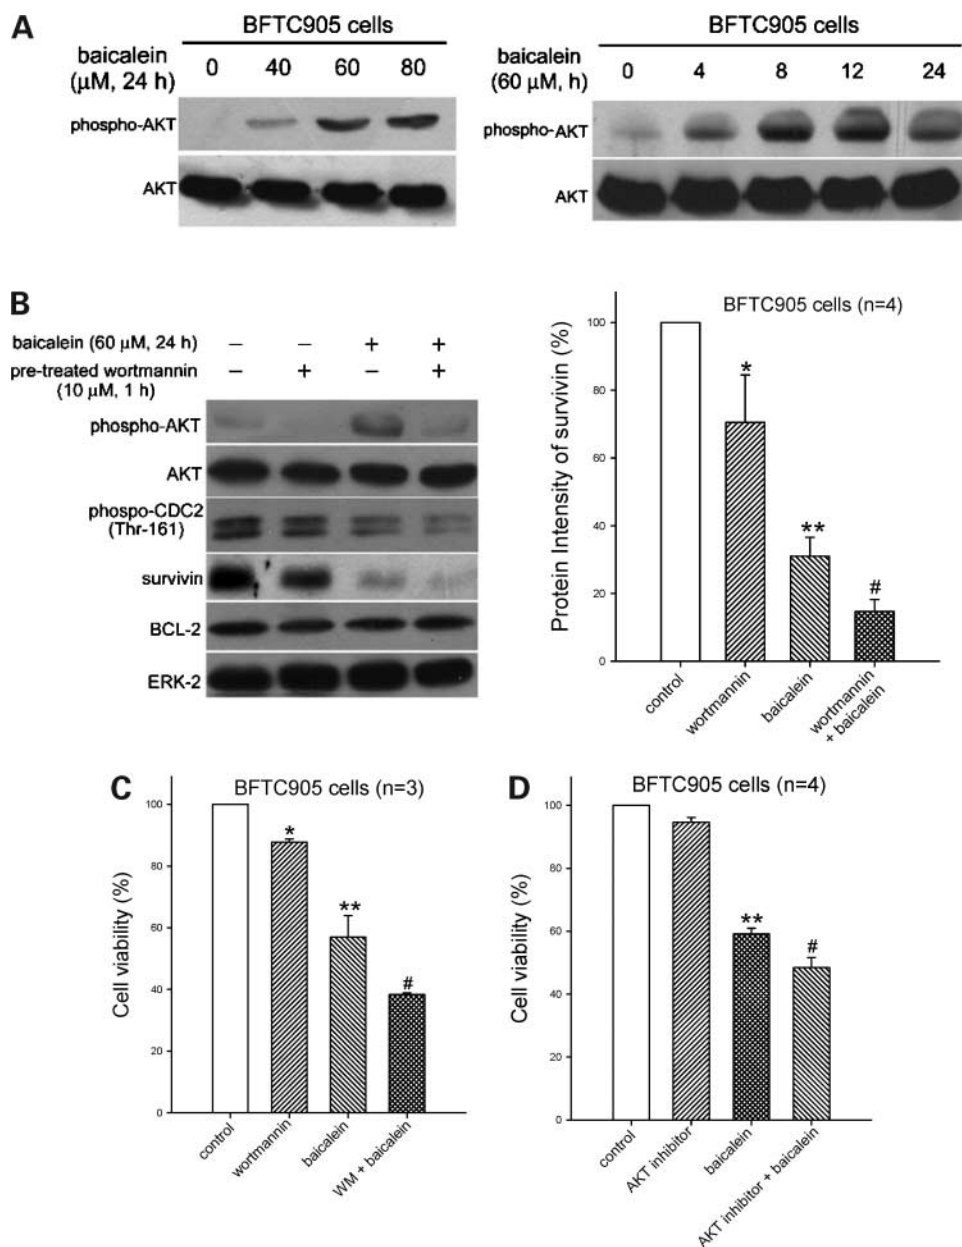 A
BFTC905 cells
baicalein
(μM, 24 h)
0 40 60 80
phospho-AKT
AKT
BFTC905 cells
baicalein
(60 μM, h)
0 4 8 12 24
phospho-AKT
AKT
B
baicalein (60 μM, 24 h) – – + +
pre-treated wortmannin – + – +
(10 μM, 1 h)
phospho-AKT
AKT
phospo-CDC2
(Thr-161)
survivin
BCL-2
ERK-2
BFTC905 cells (n=4)
Protein Intensity of survivin (%)
100
80
60
40
20
0
*
**
#
control
wortmannin
baicalein
wortmannin
+ baicalein
C
BFTC905 cells (n=3)
Cell viability (%)
100
80
60
40
20
0
*
**
#
control
wortmannin
baicalein
WM + baicalein
D
BFTC905 cells (n=4)
Cell viability (%)
100
80
60
40
20
0
**
#
control
AKT inhibitor
baicalein
AKT inhibitor + baicalein